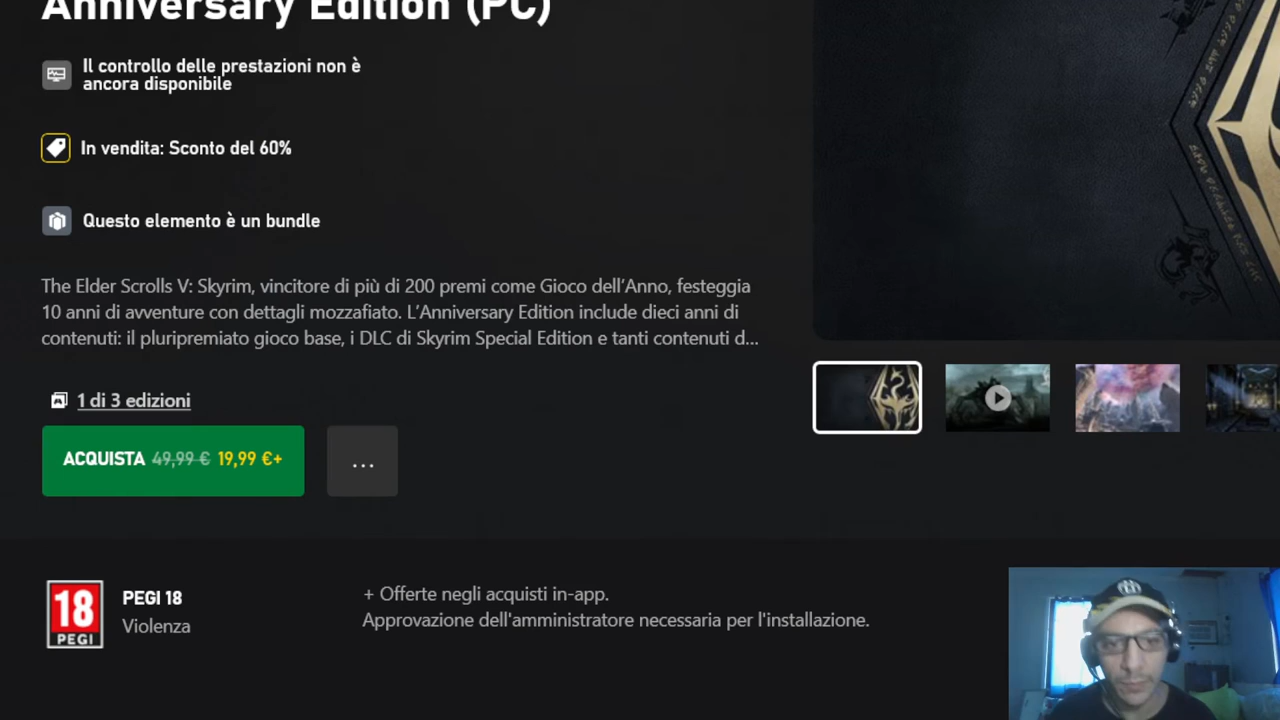 Anniversary Edition (PC)
Il controllo delle prestazioni non è
ancora disponibile
In vendita: Sconto del 60%
Questo elemento è un bundle
The Elder Scrolls V: Skyrim, vincitore di più di 200 premi come Gioco dell’Anno, festeggia
10 anni di avventure con dettagli mozzafiato. L’Anniversary Edition include dieci anni di
contenuti: il pluripremiato gioco base, i DLC di Skyrim Special Edition e tanti contenuti d...
1 di 3 edizioni
ACQUISTA 49,99 € 19,99 €+
...
18
PEGI
PEGI 18
Violenza
+ Offerte negli acquisti in-app.
Approvazione dell'amministratore necessaria per l'installazione.